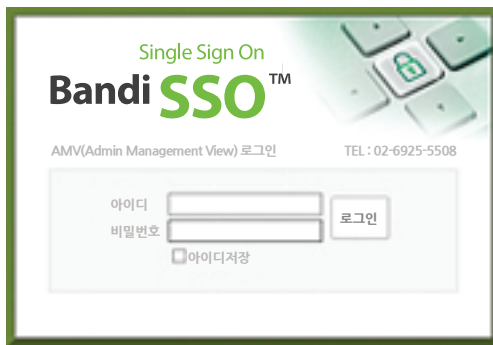 Single Sign On
Bandi SSO™
AMV(Admin Management View) 로그인 TEL : 02-6925-5508
아이디
비밀번호
로그인
아이디저장